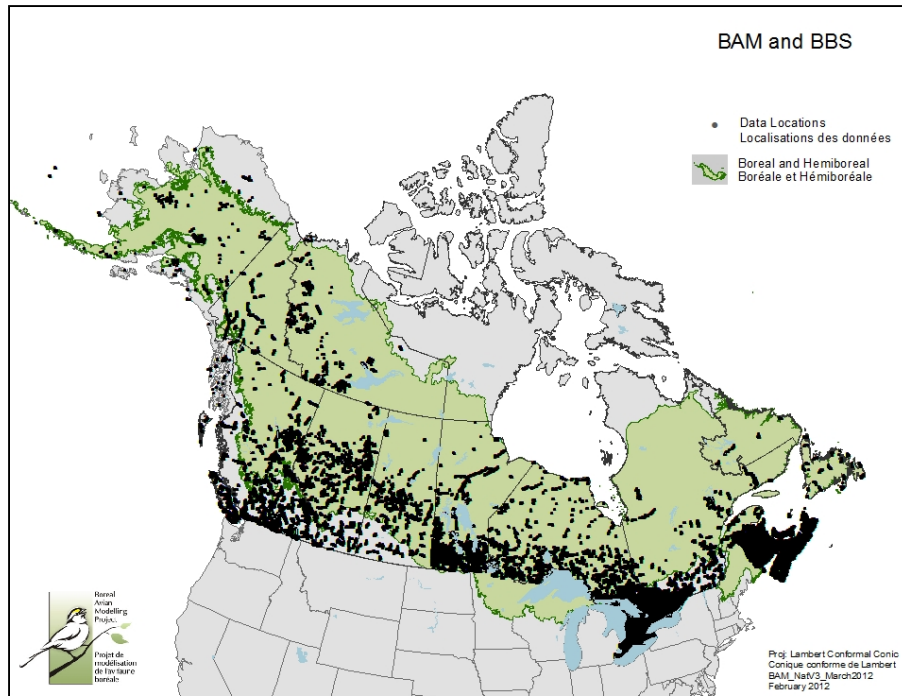 BAM and BBS
Data Locations
Localisations des données
Boreal and Hemiboreal
Boréale et Hémiboréale
Boreal
Avian
Modelling
Project
Projet de
modélisation
de l'avifaune
boréale
Proj: Lambert Conformal Conic
Conique conforme de Lambert
BAM_NatV3_March2012
February 2012